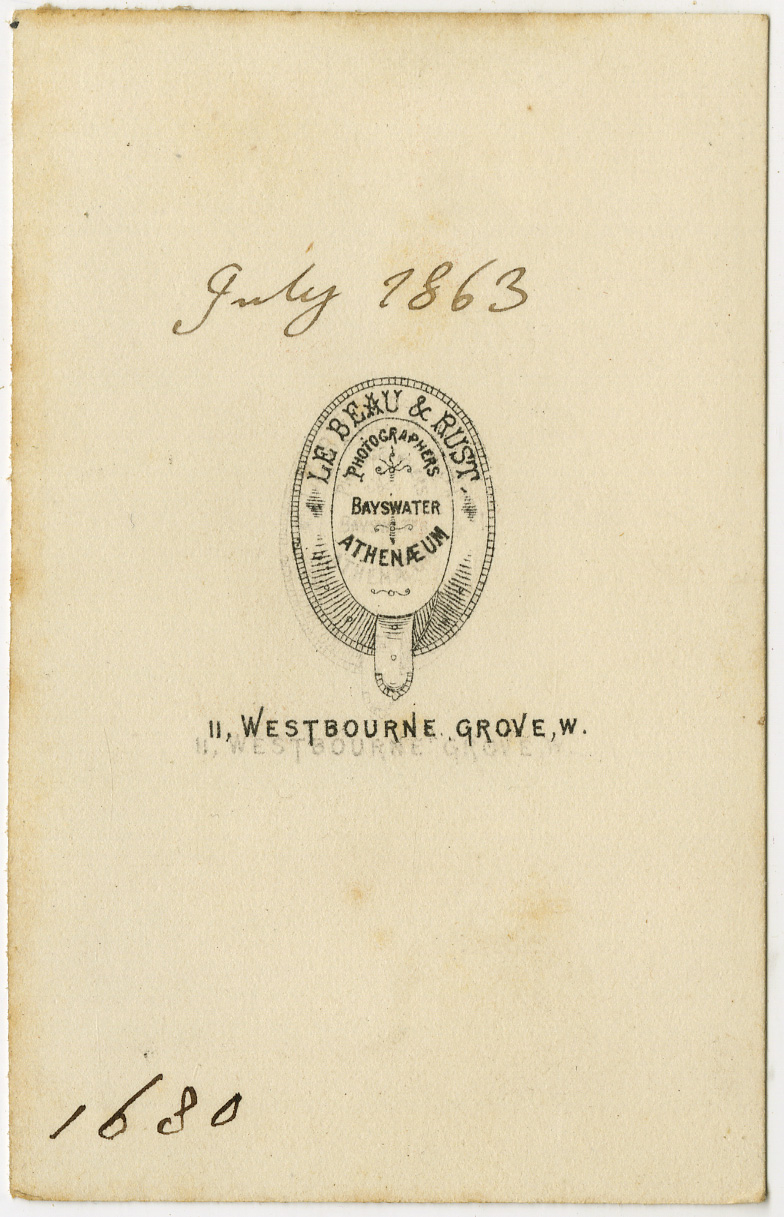 July 1863
LE BEAU & RUST
PHOTOGRAPHERS
BAYSWATER
ATHENÆUM
11, WESTBOURNE GROVE, W.
1680